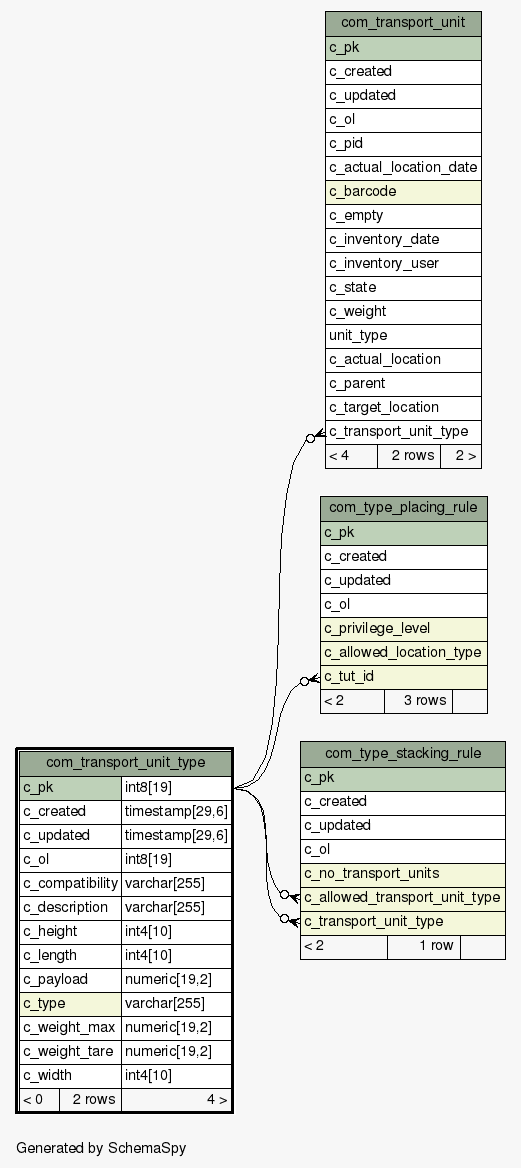 com_transport_unit
c_pk
c_created
c_updated
c_ol
c_pid
c_actual_location_date
c_barcode
c_empty
c_inventory_date
c_inventory_user
c_state
c_weight
unit_type
c_actual_location
c_parent
c_target_location
c_transport_unit_type
< 4 2 rows 2 >
com_type_placing_rule
c_pk
c_created
c_updated
c_ol
c_privilege_level
c_allowed_location_type
c_tut_id
< 2 3 rows
com_transport_unit_type
c_pk int8[19]
c_created timestamp[29,6]
c_updated timestamp[29,6]
c_ol int8[19]
c_compatibility varchar[255]
c_description varchar[255]
c_height int4[10]
c_length int4[10]
c_payload numeric[19,2]
c_type varchar[255]
c_weight_max numeric[19,2]
c_weight_tare numeric[19,2]
c_width int4[10]
< 0 2 rows 4 >
com_type_stacking_rule
c_pk
c_created
c_updated
c_ol
c_no_transport_units
c_allowed_transport_unit_type
c_transport_unit_type
< 2 1 row
Generated by SchemaSpy